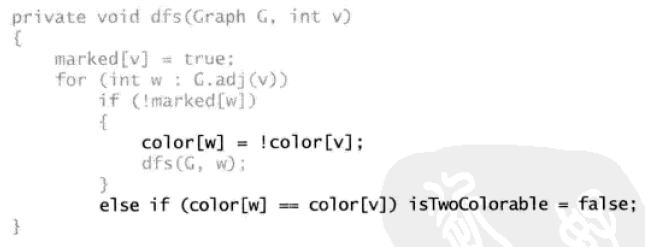 private void dfs(Graph G, int v)
{
    marked[v] = true;
    for (int w : G.adj(v))
        if (!marked[w])
        {
            color[w] = !color[v];
            dfs(G, w);
        }
        else if (color[w] == color[v]) isTwoColorable = false;
}